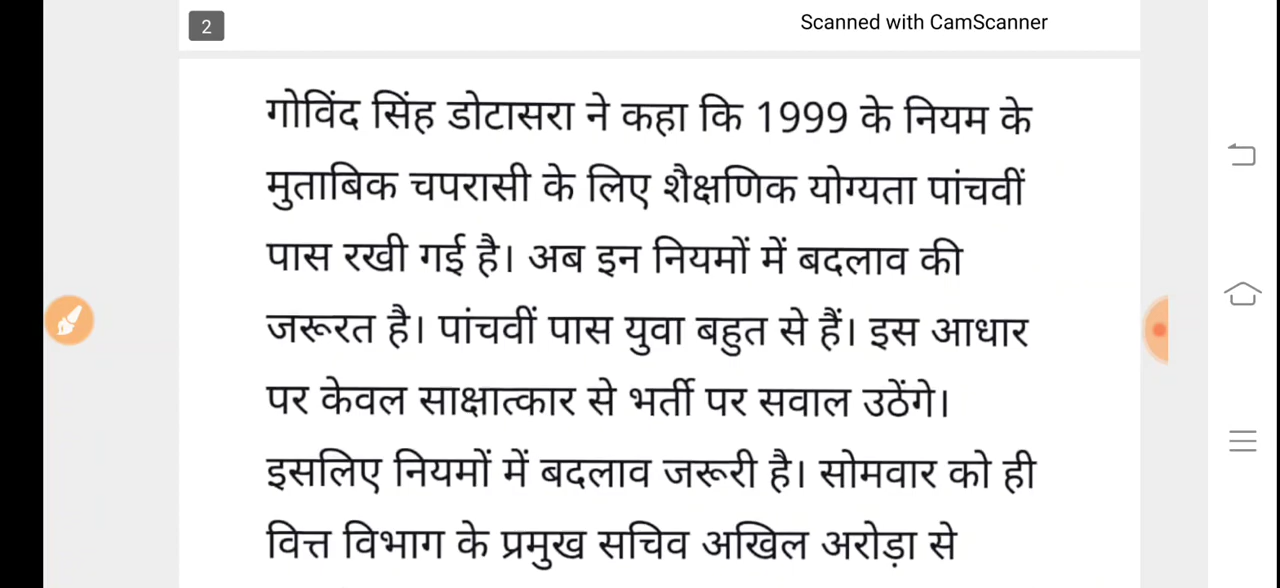 2
Scanned with CamScanner
गोविंद सिंह डोटासरा ने कहा कि 1999 के नियम के
मुताबिक चपरासी के लिए शैक्षणिक योग्यता पांचवीं
पास रखी गई है। अब इन नियमों में बदलाव की
जरूरत है। पांचवीं पास युवा बहुत से हैं। इस आधार
पर केवल साक्षात्कार से भर्ती पर सवाल उठेंगे।
इसलिए नियमों में बदलाव जरूरी है। सोमवार को ही
वित्त विभाग के प्रमुख सचिव अखिल अरोड़ा से